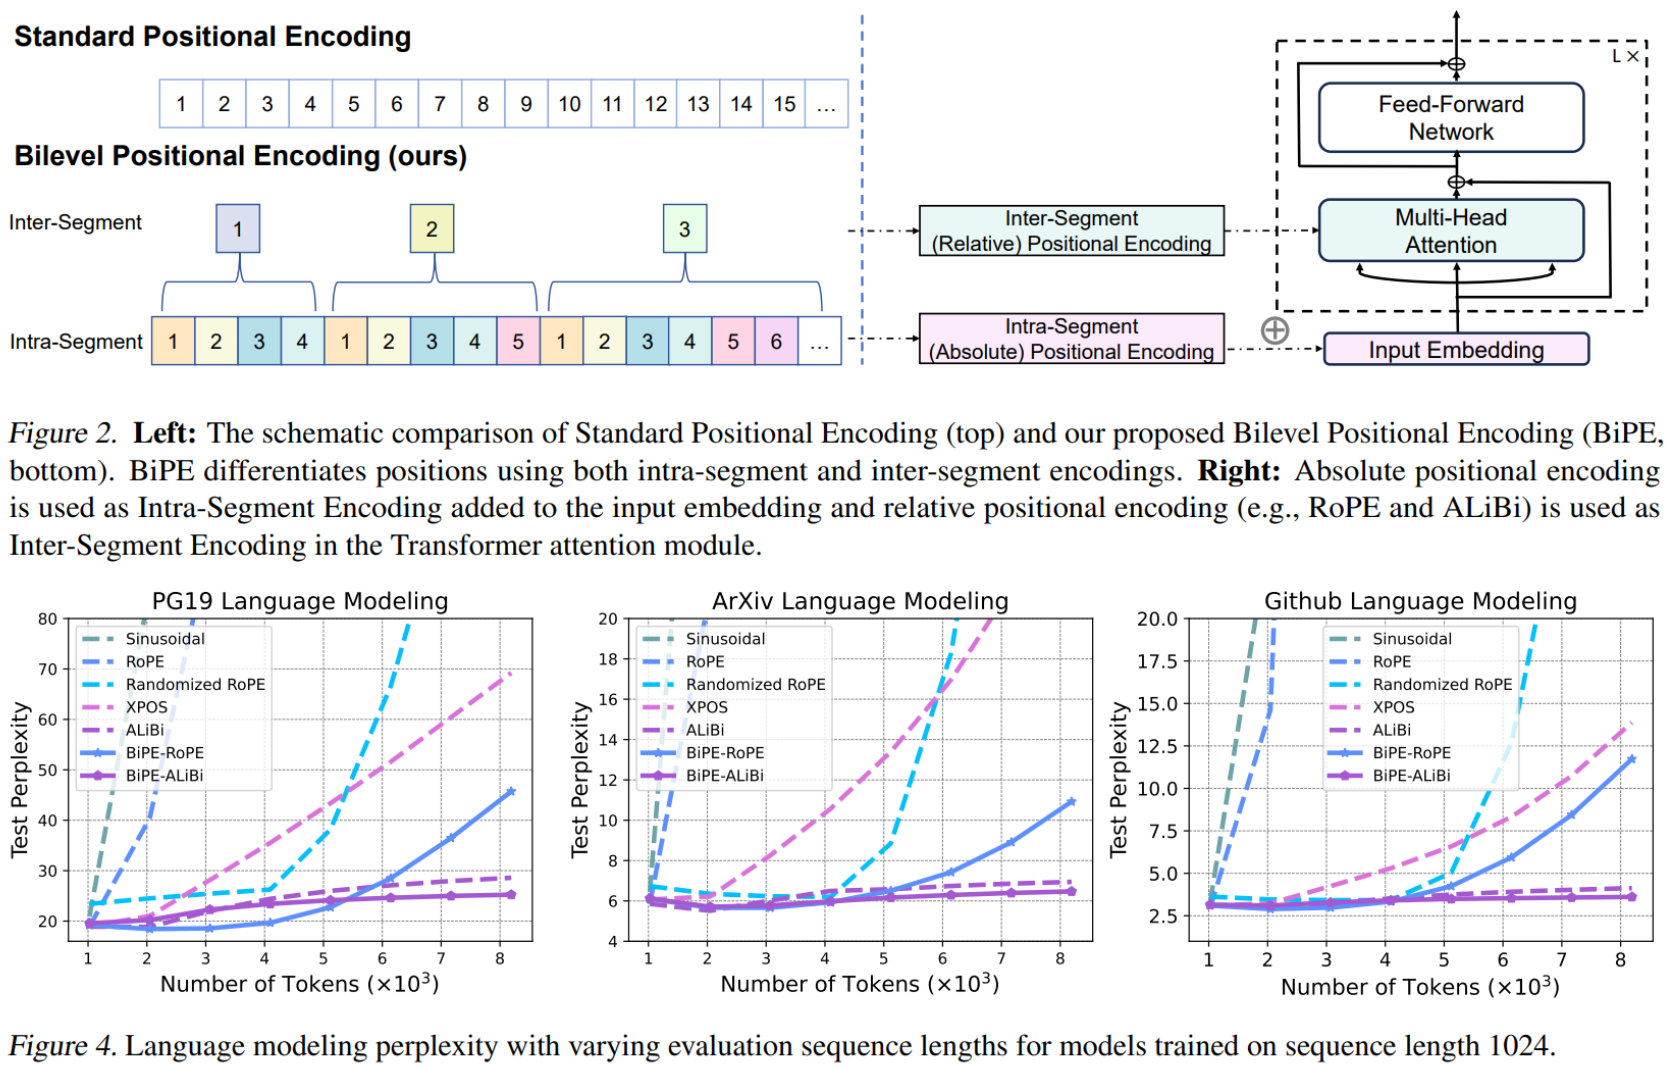 Standard Positional Encoding
1 2 3 4 5 6 7 8 9 10 11 12 13 14 15 ...
Bilevel Positional Encoding (ours)
Inter-Segment
1 2 3
Intra-Segment
1 2 3 4 1 2 3 4 5 1 2 3 4 5 6 ...
Inter-Segment
(Relative) Positional Encoding
Intra-Segment
(Absolute) Positional Encoding
L ×
Feed-Forward
Network
Multi-Head
Attention
Input Embedding
Figure 2. Left: The schematic comparison of Standard Positional Encoding (top) and our proposed Bilevel Positional Encoding (BiPE,
bottom). BiPE differentiates positions using both intra-segment and inter-segment encodings. Right: Absolute positional encoding
is used as Intra-Segment Encoding added to the input embedding and relative positional encoding (e.g., RoPE and ALiBi) is used as
Inter-Segment Encoding in the Transformer attention module.
PG19 Language Modeling
Test Perplexity
80
70
60
50
40
30
20
Sinusoidal
RoPE
Randomized RoPE
XPOS
ALiBi
BiPE-RoPE
BiPE-ALiBi
1 2 3 4 5 6 7 8
Number of Tokens (×10³)
ArXiv Language Modeling
Test Perplexity
20
18
16
14
12
10
8
6
4
Sinusoidal
RoPE
Randomized RoPE
XPOS
ALiBi
BiPE-RoPE
BiPE-ALiBi
1 2 3 4 5 6 7 8
Number of Tokens (×10³)
Github Language Modeling
Test Perplexity
20.0
17.5
15.0
12.5
10.0
7.5
5.0
2.5
Sinusoidal
RoPE
Randomized RoPE
XPOS
ALiBi
BiPE-RoPE
BiPE-ALiBi
1 2 3 4 5 6 7 8
Number of Tokens (×10³)
Figure 4. Language modeling perplexity with varying evaluation sequence lengths for models trained on sequence length 1024.